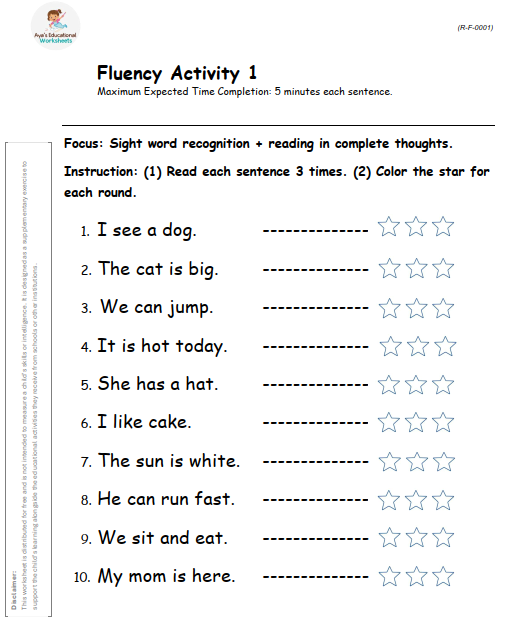 Aya's Educational
Worksheets
(R-F-0001)
Fluency Activity 1
Maximum Expected Time Completion: 5 minutes each sentence.
Focus: Sight word recognition + reading in complete thoughts.
Instruction: (1) Read each sentence 3 times. (2) Color the star for
each round.
1. I see a dog. --------------
2. The cat is big. --------------
3. We can jump. --------------
4. It is hot today. --------------
5. She has a hat. --------------
6. I like cake. --------------
7. The sun is white. --------------
8. He can run fast. --------------
9. We sit and eat. --------------
10. My mom is here. --------------
Disclaimer:
This worksheet is distributed for free and is not intended to measure a child's skills or intelligence. It is designed as a supplementary exercise to
support the child's learning alongside the educational activities they receive from schools or other institutions.